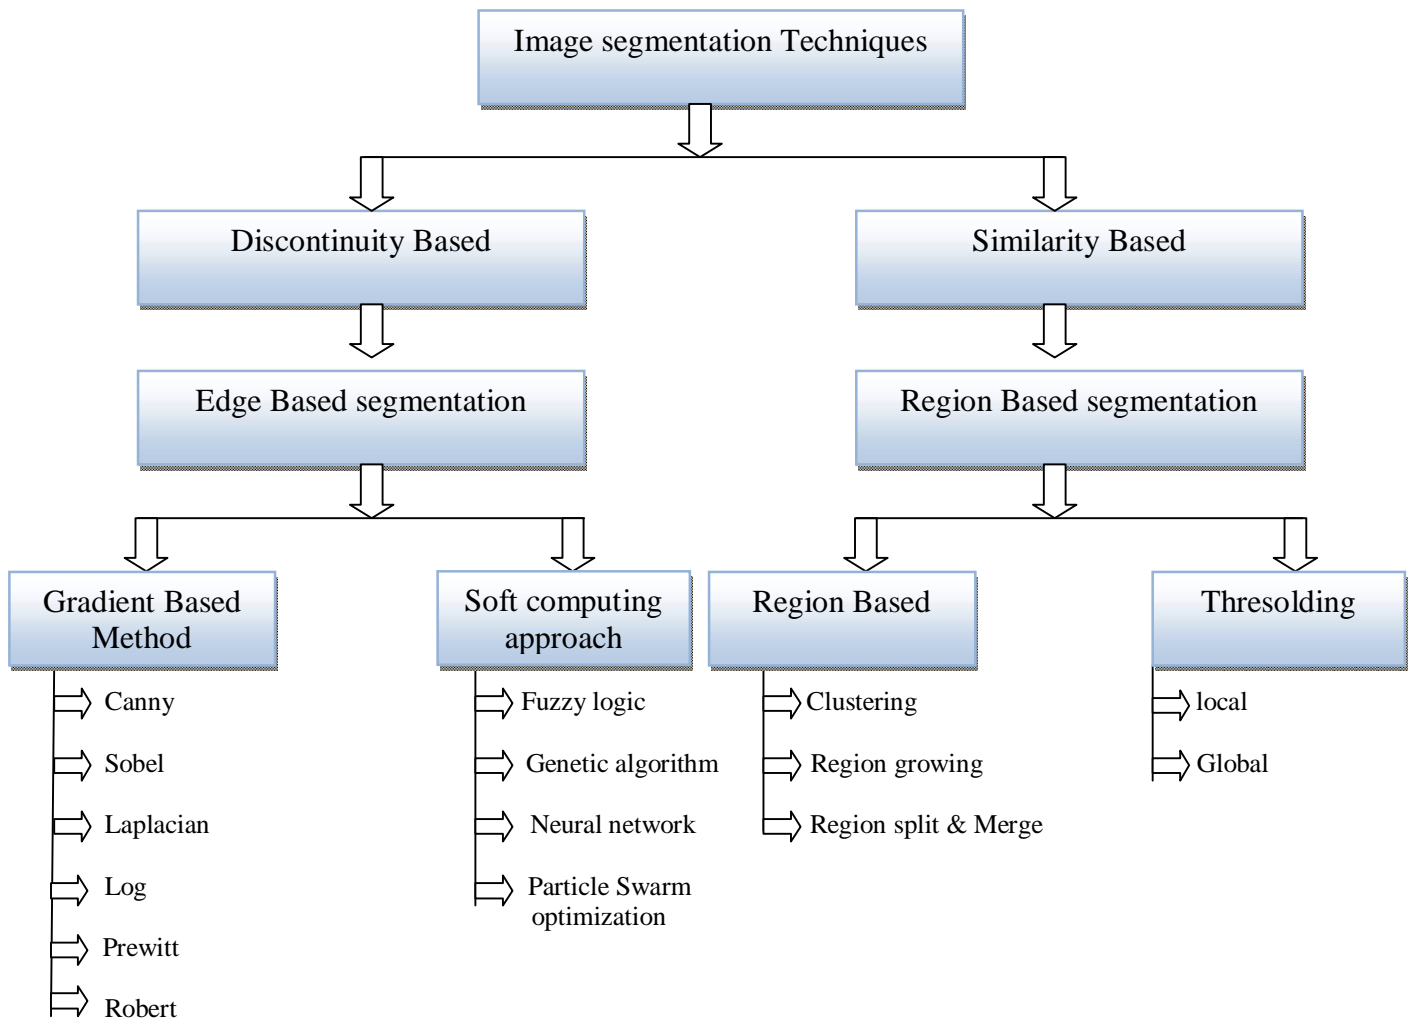 Image segmentation Techniques
Discontinuity Based
Similarity Based
Edge Based segmentation
Region Based segmentation
Gradient Based
Method
Soft computing
approach
Region Based
Thresolding
Canny
Sobel
Laplacian
Log
Prewitt
Robert
Fuzzy logic
Genetic algorithm
Neural network
Particle Swarm
optimization
Clustering
Region growing
Region split & Merge
local
Global